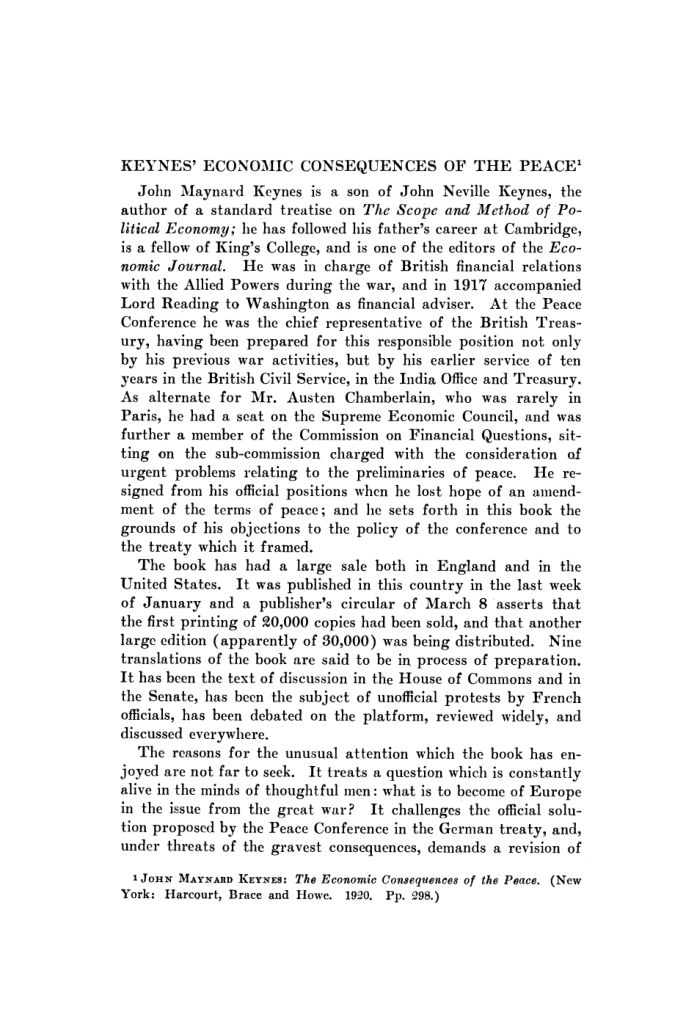 KEYNES' ECONOMIC CONSEQUENCES OF THE PEACE¹
John Maynard Keynes is a son of John Neville Keynes, the
author of a standard treatise on The Scope and Method of Po-
litical Economy; he has followed his father's career at Cambridge,
is a fellow of King's College, and is one of the editors of the Eco-
nomic Journal. He was in charge of British financial relations
with the Allied Powers during the war, and in 1917 accompanied
Lord Reading to Washington as financial adviser. At the Peace
Conference he was the chief representative of the British Treas-
ury, having been prepared for this responsible position not only
by his previous war activities, but by his earlier service of ten
years in the British Civil Service, in the India Office and Treasury.
As alternate for Mr. Austen Chamberlain, who was rarely in
Paris, he had a seat on the Supreme Economic Council, and was
further a member of the Commission on Financial Questions, sit-
ting on the sub-commission charged with the consideration of
urgent problems relating to the preliminaries of peace. He re-
signed from his official positions when he lost hope of an amend-
ment of the terms of peace; and he sets forth in this book the
grounds of his objections to the policy of the conference and to
the treaty which it framed.
The book has had a large sale both in England and in the
United States. It was published in this country in the last week
of January and a publisher's circular of March 8 asserts that
the first printing of 20,000 copies had been sold, and that another
large edition (apparently of 30,000) was being distributed. Nine
translations of the book are said to be in process of preparation.
It has been the text of discussion in the House of Commons and in
the Senate, has been the subject of unofficial protests by French
officials, has been debated on the platform, reviewed widely, and
discussed everywhere.
The reasons for the unusual attention which the book has en-
joyed are not far to seek. It treats a question which is constantly
alive in the minds of thoughtful men: what is to become of Europe
in the issue from the great war? It challenges the official solu-
tion proposed by the Peace Conference in the German treaty, and,
under threats of the gravest consequences, demands a revision of
¹ JOHN MAYNARD KEYNES: The Economic Consequences of the Peace. (New
York: Harcourt, Brace and Howe. 1920. Pp. 298.)